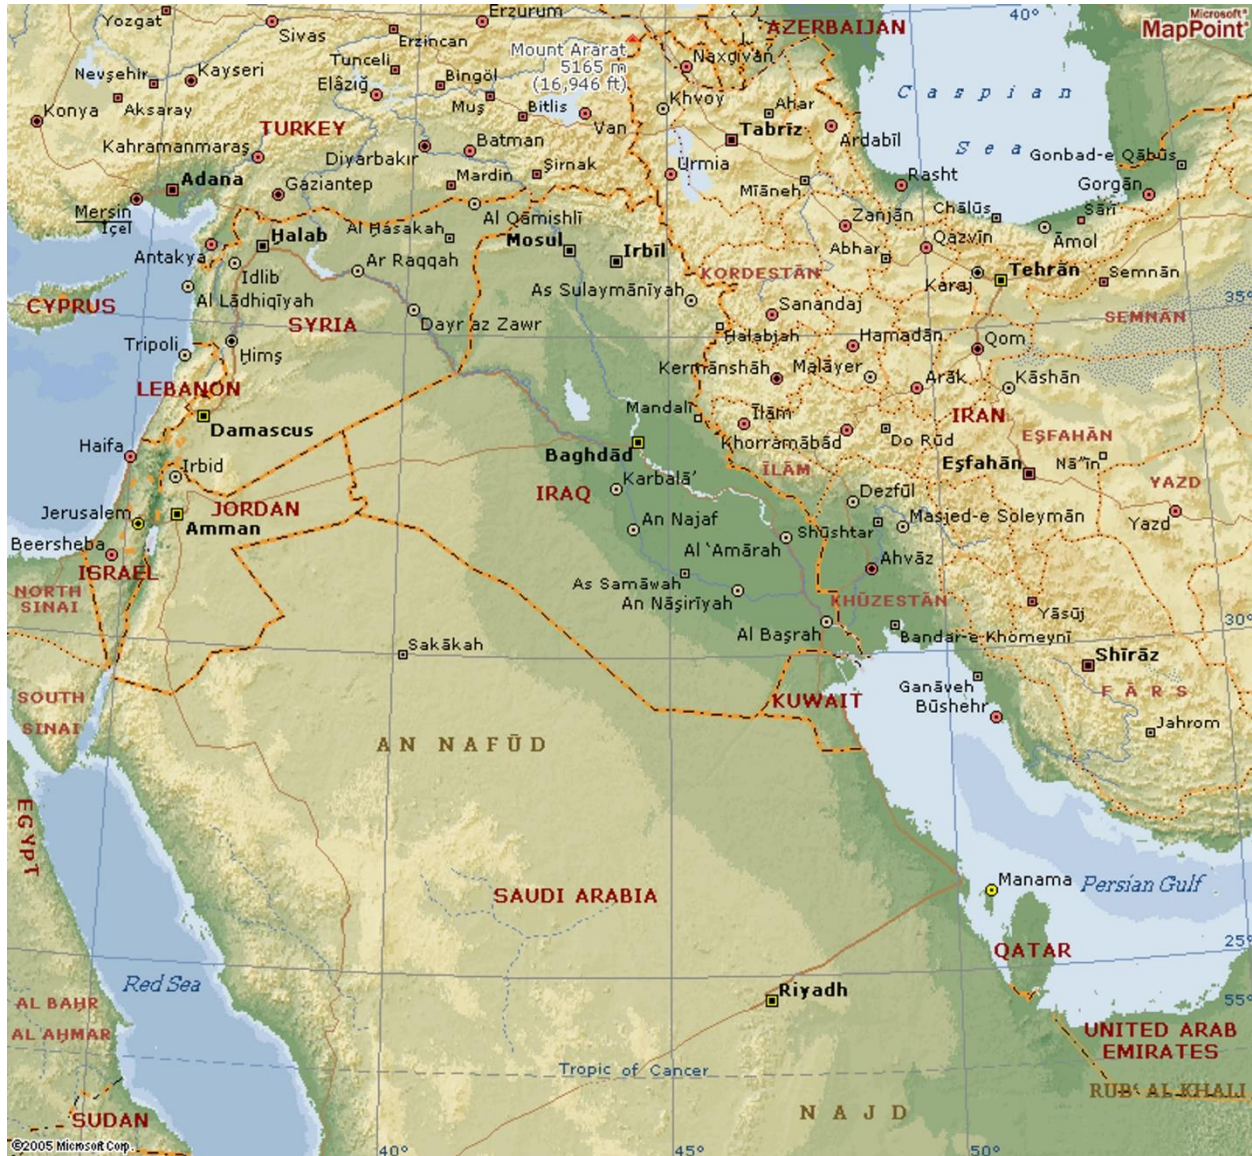 Yozgat
Sivas
Erzincan
Erzurum
AZERBAIJAN
40°
Microsoft®
MapPoint®
Mount Ararat
5165 m
(16,946 ft)
Naxçivan
Nevşehir
Kayseri
Tunceli
Elâzığ
Bingöl
Muş
Bitlis
Van
Khvoy
Ahar
Caspian
Sea
Konya
Aksaray
TURKEY
Tabrīz
Ardabīl
Kahramanmaraş
Diyarbakır
Batman
Şirnak
Urmia
Gonbad-e Qābūs
Adana
Gaziantep
Mardin
Mīāneh
Rasht
Gorgān
Mersin
İçel
Al Qāmishlī
Zanjān
Chālūs
Sārī
Antakya
Ḩalab
Al Ḩasakah
Mosul
Irbīl
Abhar
Qazvīn
Āmol
Idlib
Ar Raqqah
KORDESTĀN
Karaj
Tehrān
Semnān
CYPRUS
Al Lādhiqīyah
As Sulaymānīyah
Sanandaj
35°
SYRIA
Dayr az Zawr
SEMNĀN
Tripoli
Ḩimş
Ḩalabjah
Hamadān
Qom
LEBANON
Kermānshāh
Malāyer
Arāk
Kāshān
Damascus
Mandalī
Īlām
IRAN
Haifa
Baghdād
Khorramābād
Do Rūd
EŞFAHĀN
Irbid
ĪLĀM
Eşfahān
Nā"īn
IRAQ
Karbalā'
YAZD
Jerusalem
JORDAN
Dezfūl
Amman
An Najaf
Shūshtar
Masjed-e Soleymān
Yazd
Beersheba
Al ‘Amārah
ISRAEL
Ahvāz
As Samāwah
NORTH
SINAI
An Nāşirīyah
KHŪZESTĀN
Yāsūj
Al Başrah
Bandar-e Khomeynī
30°
Sakākah
Shīrāz
SOUTH
SINAI
KUWAIT
Ganāveh
FĀRS
Būshehr
Jahrom
AN NAFŪD
EGYPT
SAUDI ARABIA
Manama
Persian Gulf
QATAR
25°
Red Sea
Riyadh
55°
AL BAḨR
AL AḨMAR
UNITED ARAB
EMIRATES
Tropic of Cancer
RUB‘ AL-KHALI
SUDAN
NAJD
©2005 Microsoft Corp.
40°
45°
50°